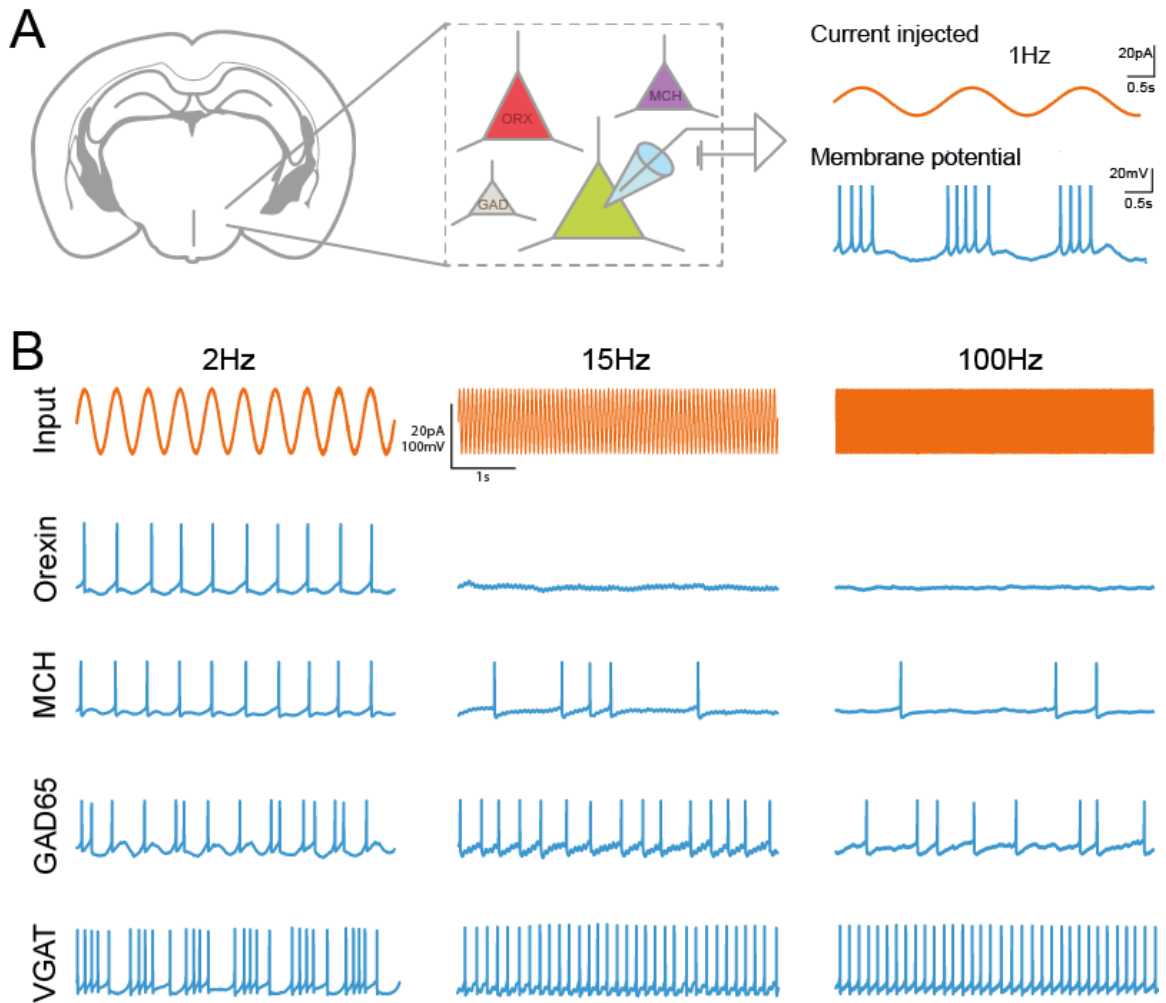 A
Current injected
1Hz
20pA
0.5s
ORX
MCH
GAD
Membrane potential
20mV
0.5s
B
2Hz
15Hz
100Hz
Input
20pA
100mV
1s
Orexin
MCH
GAD65
VGAT